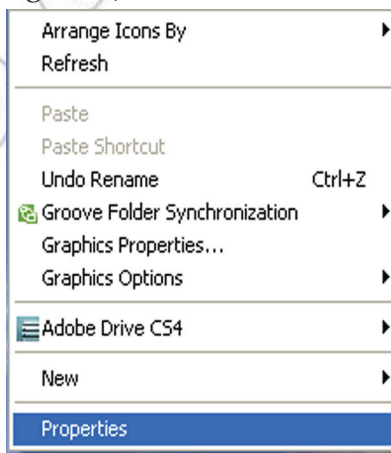 Arrange Icons By
Refresh
Paste
Paste Shortcut
Undo Rename Ctrl+Z
Groove Folder Synchronization
Graphics Properties...
Graphics Options
Adobe Drive CS4
New
Properties